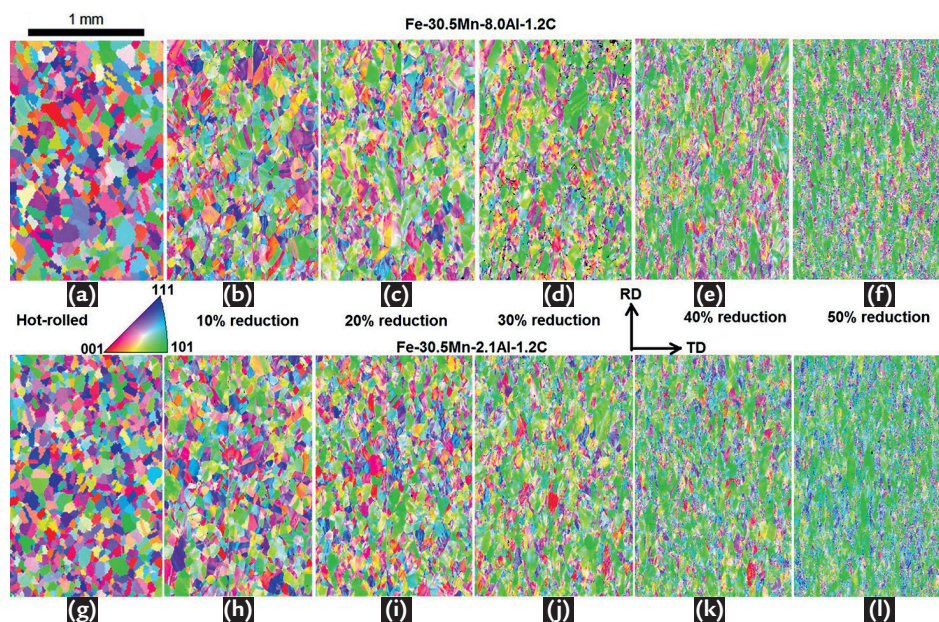 1 mm
Fe-30.5Mn-8.0Al-1.2C
(a) (b) (c) (d) (e) (f)
111
RD
Hot-rolled 10% reduction 20% reduction 30% reduction 40% reduction 50% reduction
001 101
TD
Fe-30.5Mn-2.1Al-1.2C
(g) (h) (i) (j) (k) (l)